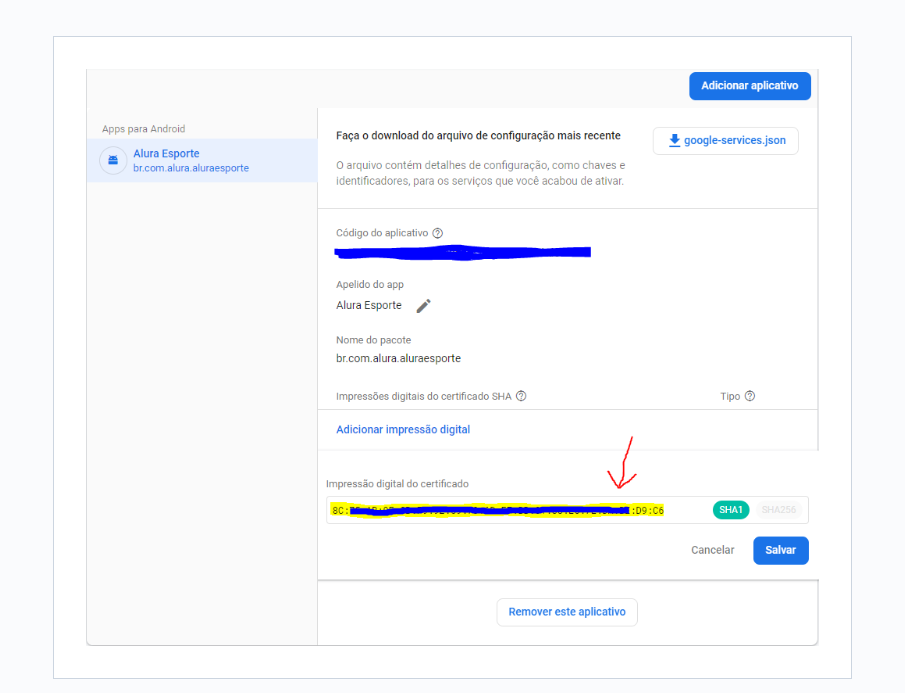 Adicionar aplicativo
Apps para Android
Alura Esporte
br.com.alura.aluraesporte
Faça o download do arquivo de configuração mais recente
google-services.json
O arquivo contém detalhes de configuração, como chaves e
identificadores, para os serviços que você acabou de ativar.
Código do aplicativo
Apelido do app
Alura Esporte
Nome do pacote
br.com.alura.aluraesporte
Impressões digitais do certificado SHA
Tipo
Adicionar impressão digital
Impressão digital do certificado
8C: :D9:C6
SHA1
SHA256
Cancelar
Salvar
Remover este aplicativo